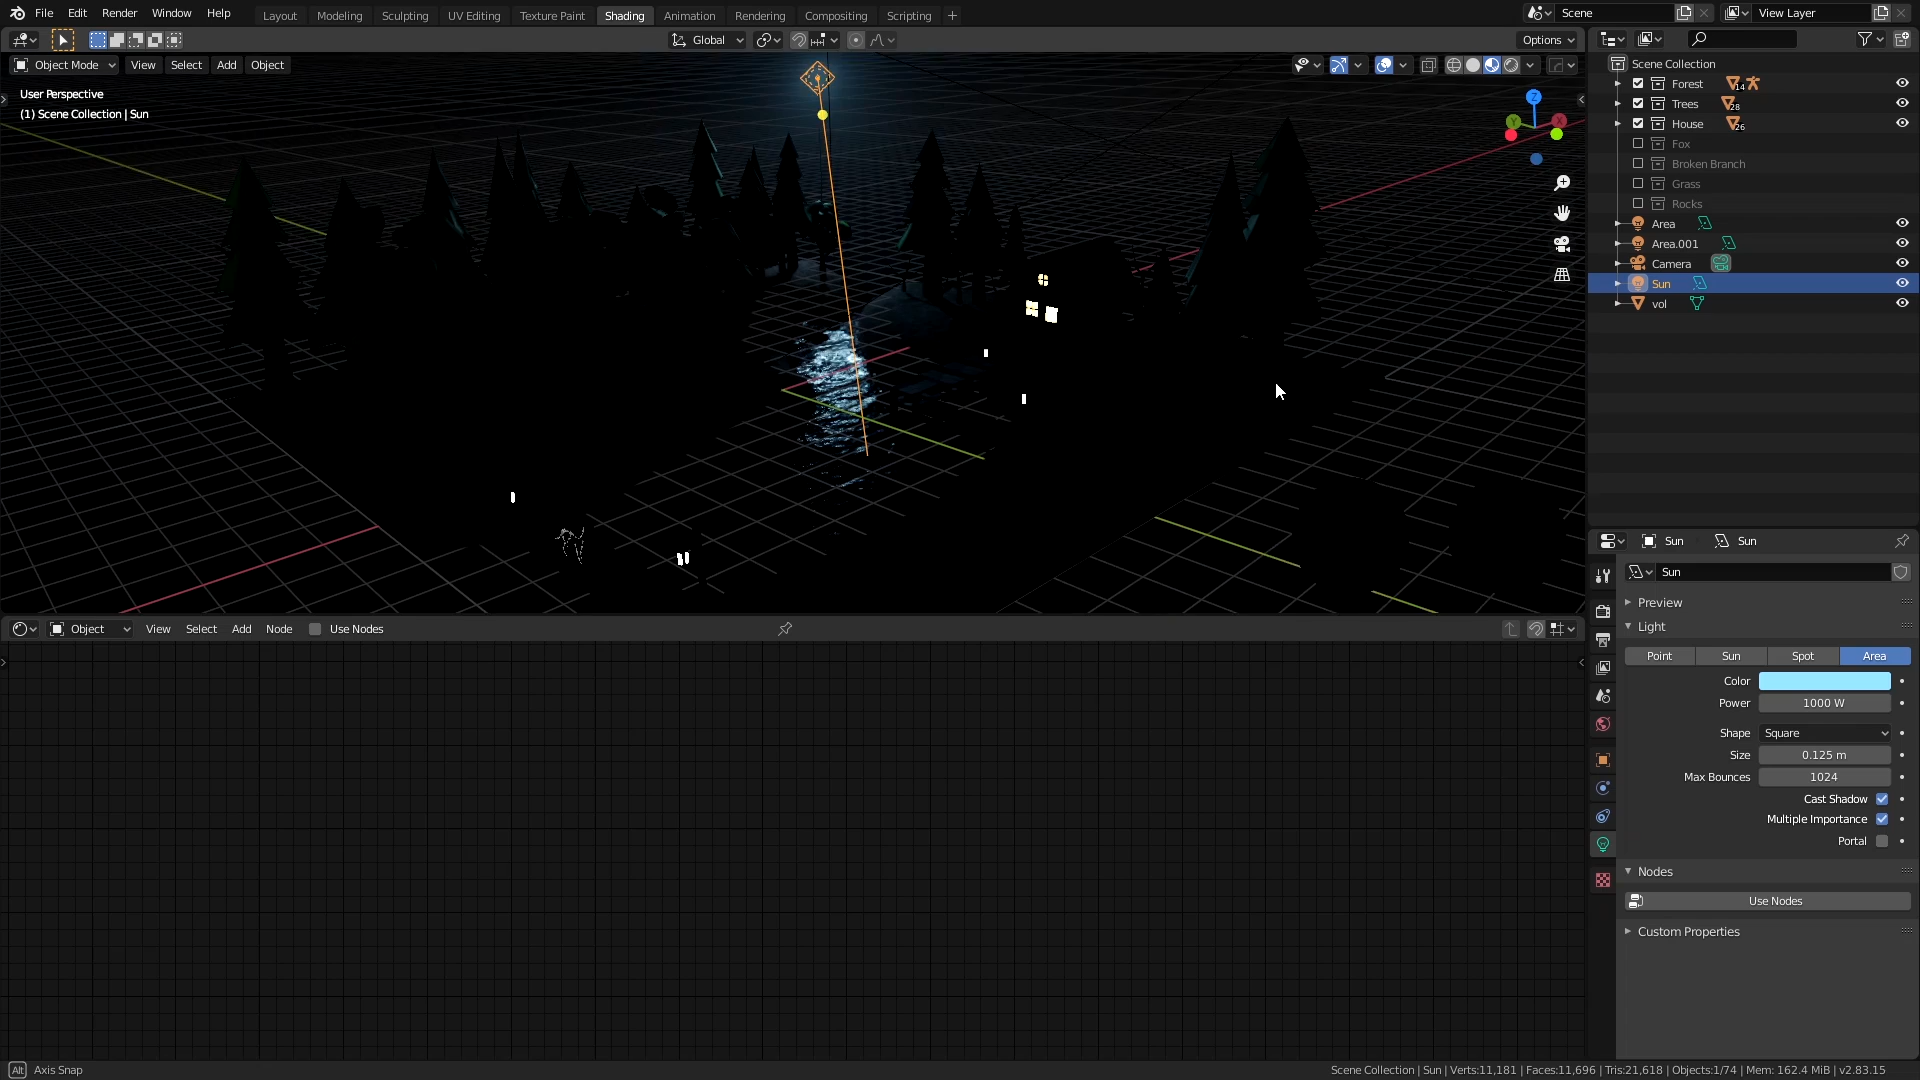 File Edit Render Window Help Layout Modeling Sculpting UV Editing Texture Paint Shading Animation Rendering Compositing Scripting + Scene View Layer
Global Options
Object Mode View Select Add Object
User Perspective
(1) Scene Collection | Sun
Z
Y
X
Scene Collection
Forest 14
Trees 28
House 26
Fox
Broken Branch
Grass
Rocks
Area
Area.001
Camera
Sun
vol
Sun Sun
Sun
Preview
Light
Point Sun Spot Area
Color
Power 1000 W
Shape Square
Size 0.125 m
Max Bounces 1024
Cast Shadow
Multiple Importance
Portal
Nodes
Use Nodes
Custom Properties
Object View Select Add Node Use Nodes
Alt Axis Snap
Scene Collection | Sun | Verts:11,181 | Faces:11,696 | Tris:21,618 | Objects:1/74 | Mem: 162.4 MiB | v2.83.15